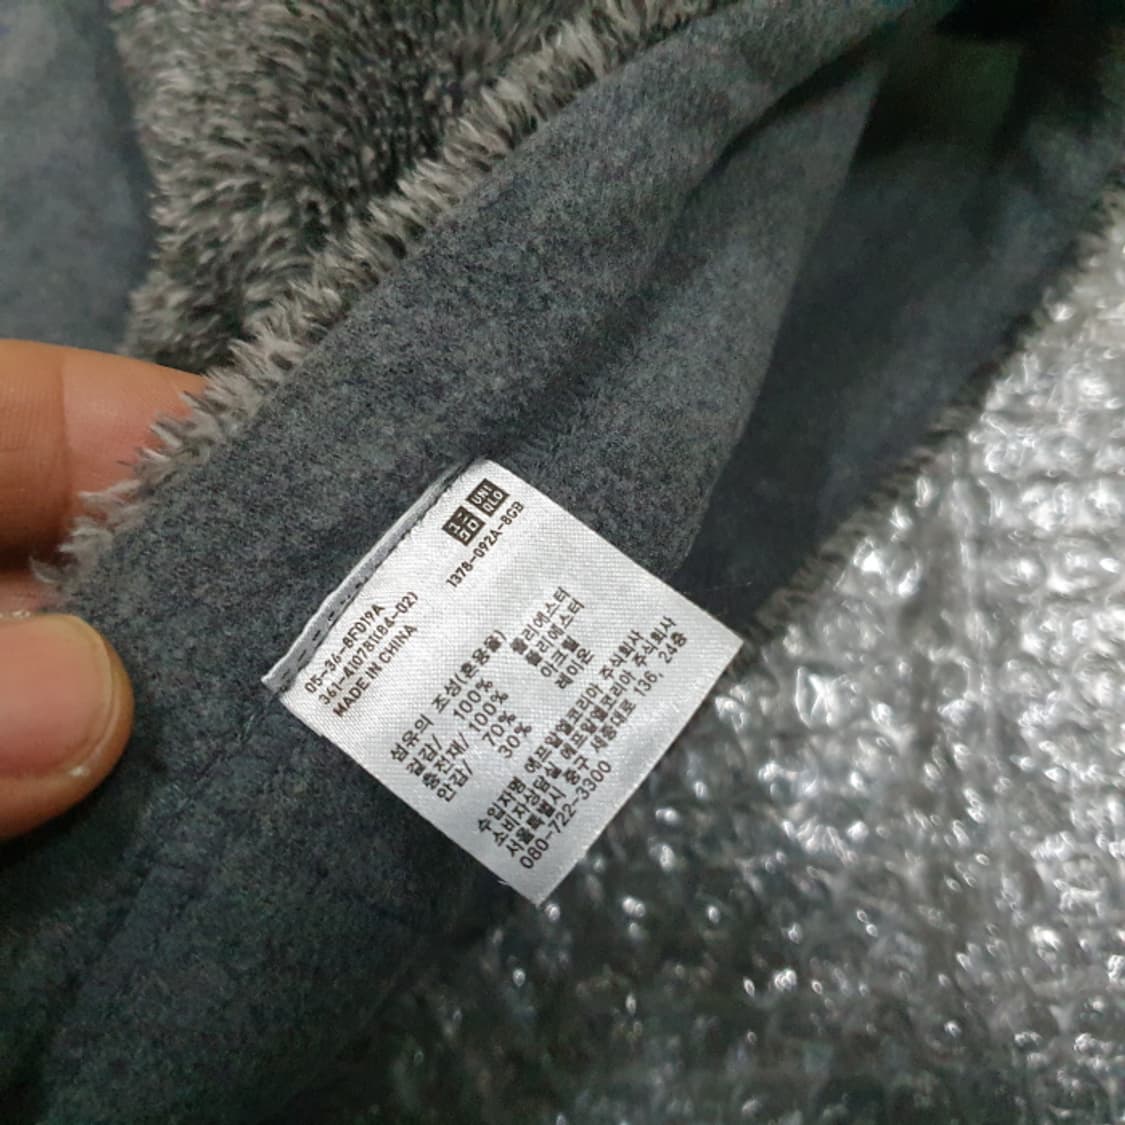 UNI
QLO
1378-092A-8GB
05-36-8F019A
361-410781(84-02)
MADE IN CHINA
섬유의 조성(혼용율)
겉감/ 100% 폴리에스터
충전재/ 100% 폴리에스터
안감/ 70% 아크릴
30% 레이온
수입자명 에프알엘코리아 주식회사
소비자상담실 에프알엘코리아 주식회사
서울특별시 중구 세종대로 136, 24층
080-722-3300